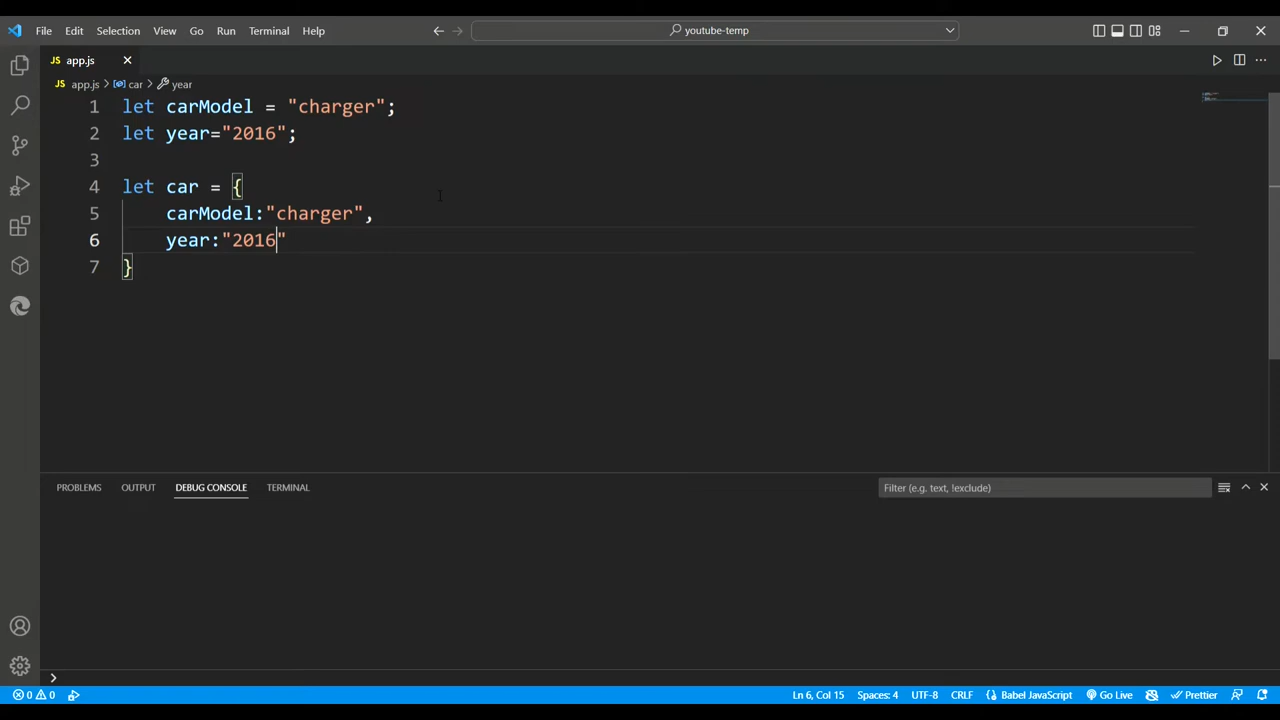 File Edit Selection View Go Run Terminal Help youtube-temp
JS app.js
JS app.js > car > year
1 let carModel = "charger";
2 let year="2016";
3
4 let car = {
5 carModel:"charger",
6 year:"2016"
7 }
PROBLEMS OUTPUT DEBUG CONSOLE TERMINAL Filter (e.g. text, !exclude)
>
0 0 Ln 6, Col 15 Spaces: 4 UTF-8 CRLF Babel JavaScript Go Live Prettier